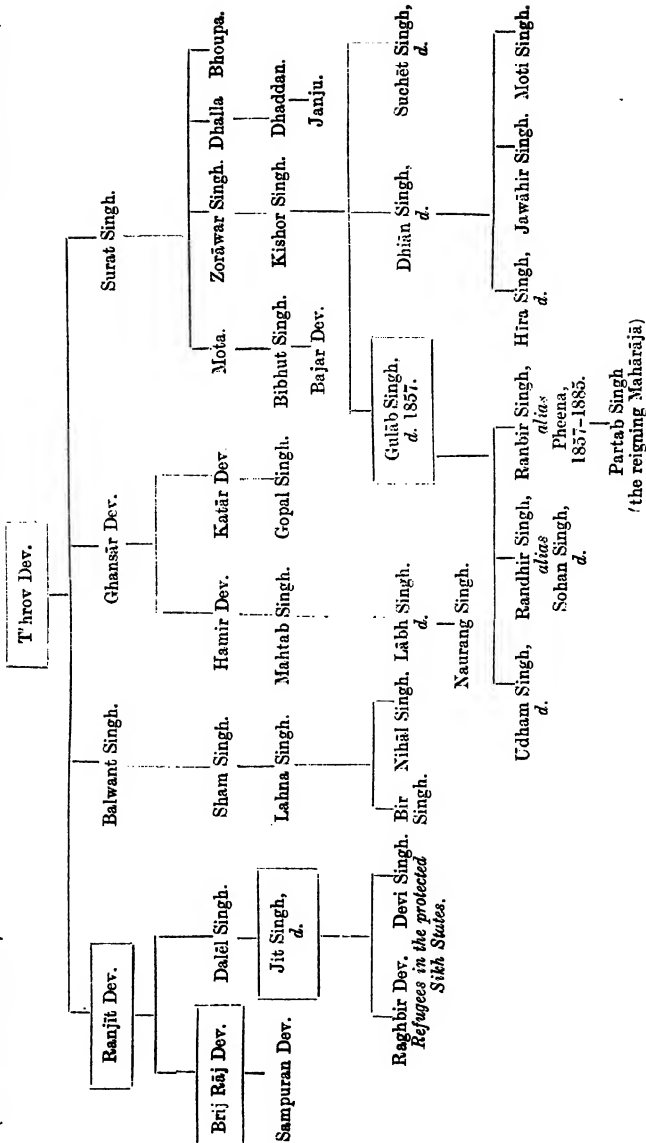 T'hrov Dev.
Ranjīt Dev.
Balwant Singh.
Ghansār Dev.
Surat Singh.
Brij Rāj Dev.
Dalēl Singh.
Sham Singh.
Hamir Dev.
Katār Dev.
Mota.
Zorāwar Singh.
Dhalla
Bhoupa.
Sampuran Dev.
Jit Singh,
d.
Lahna Singh.
Mahtab Singh.
Gopal Singh.
Bibhut Singh.
Kishor Singh.
Dhaddan.
Bajar Dev.
Janju.
Raghbir Dev. Devi Singh.
Refugees in the protected
Sikh States.
Bir
Singh.
Nihāl Singh.
Lābh Singh.
d.
Gulāb Singh,
d. 1857.
Dhiān Singh,
d.
Suchēt Singh,
d.
Naurang Singh.
Udham Singh,
d.
Randhir Singh,
alias
Sohan Singh,
d.
Ranbir Singh,
alias
Pheena,
1857–1885.
Hīra Singh,
d.
Jawāhir Singh.
Moti Singh.
Partab Singh
(the reigning Mahārājā)